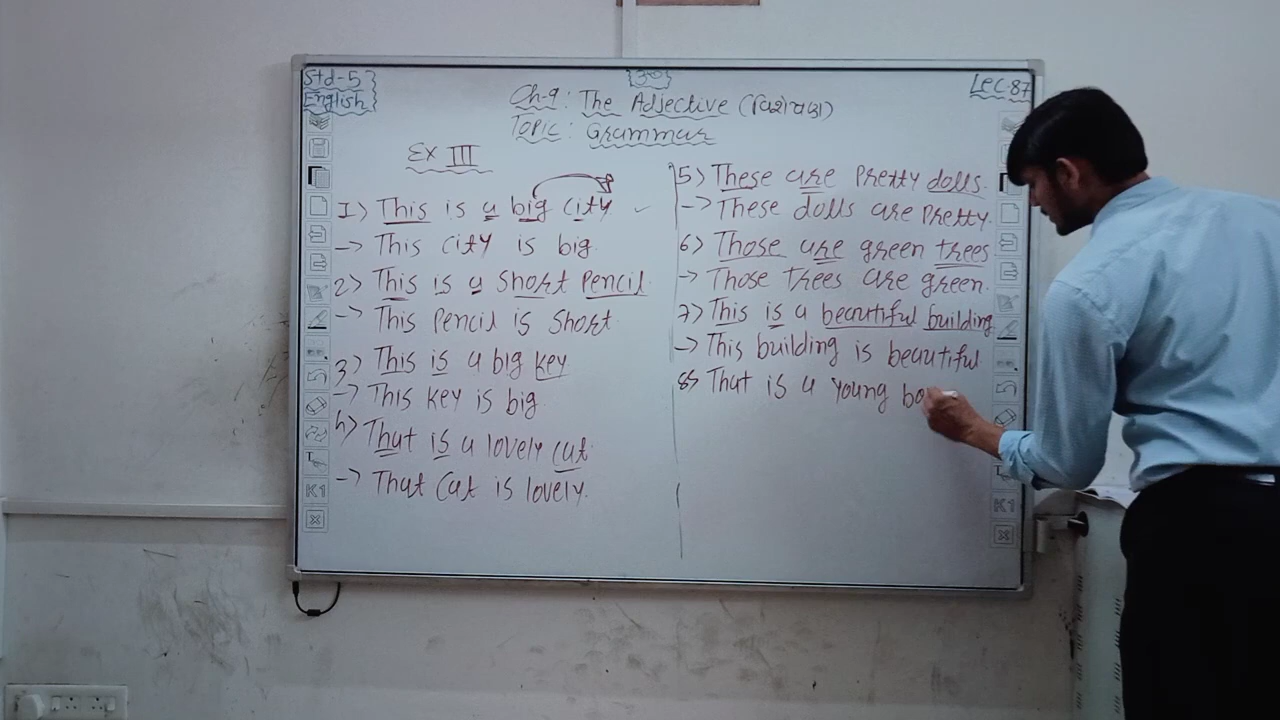 Std-5
English
Lec.87
Ch-9: The Adjective (વિશેષણ)
Topic: Grammar
Ex III
1) This is a big city
→ This city is big.
2) This is a short pencil.
→ This pencil is short.
3) This is a big key
→ This key is big.
4) That is a lovely cat.
→ That cat is lovely.
5) These are pretty dolls.
→ These dolls are pretty.
6) Those are green trees
→ Those trees are green.
7) This is a beautiful building.
→ This building is beautiful
8) That is a young bo
T
K1
K1